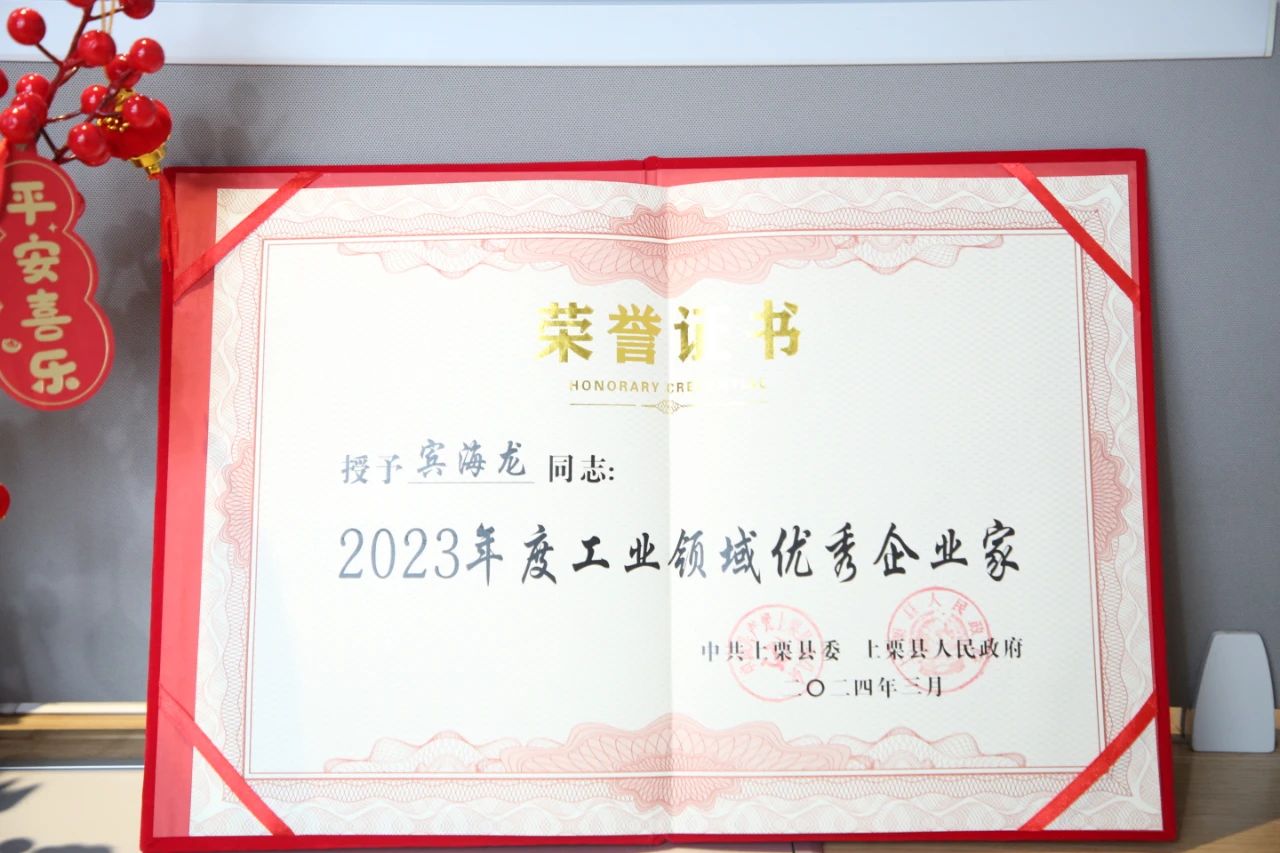 平安喜乐
荣誉证书
HONORARY
授予宾海龙同志:
2023年度工业领域优秀企业家
中共上栗县委 上栗县人民政府
二〇二四年三月